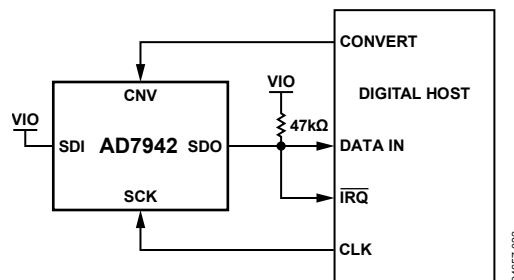 CONVERT
VIO
CNV
DIGITAL HOST
VIO
47kΩ
SDI AD7942 SDO
DATA IN
SCK
IRQ
CLK